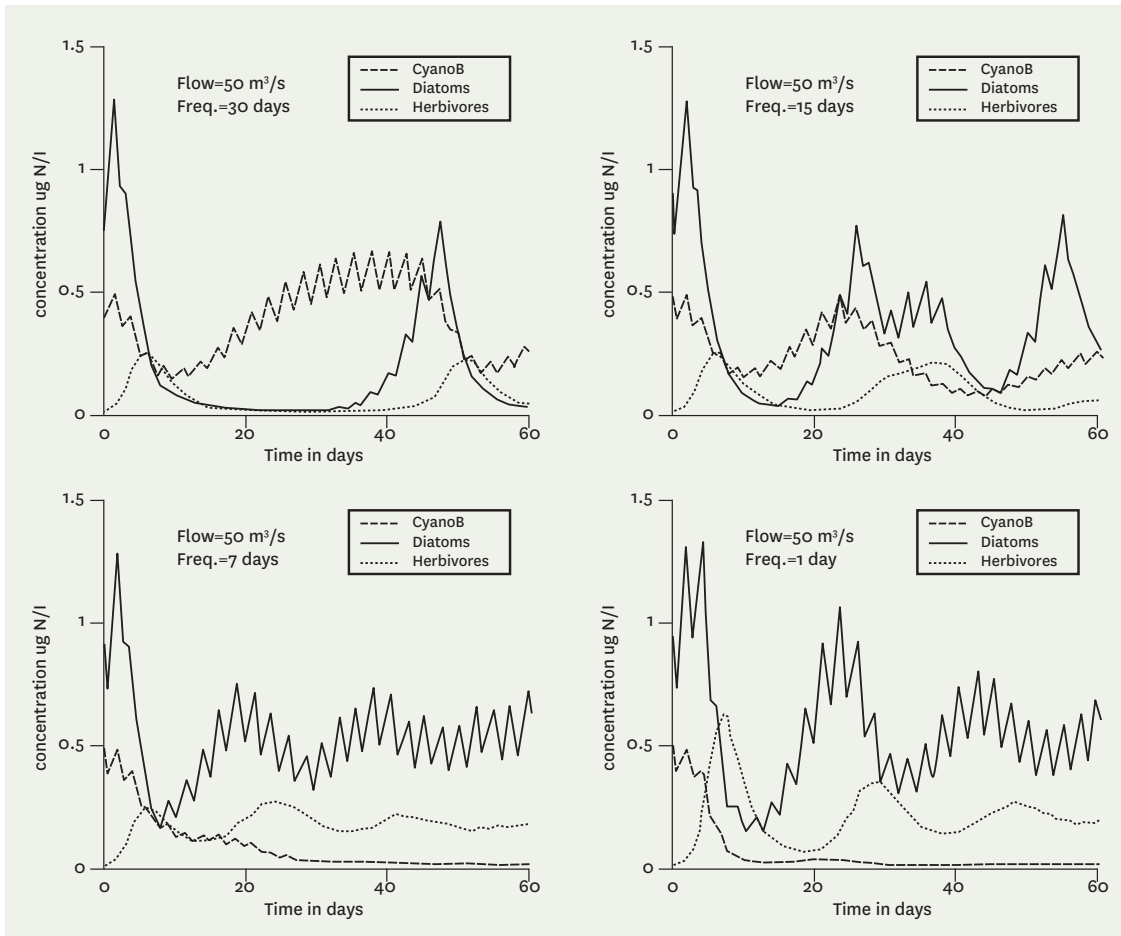 1.5
Flow=50 m³/s
Freq.=30 days
CyanoB
Diatoms
Herbivores
1
0.5
0
concentration ug N/l
0 20 40 60
Time in days
1.5
Flow=50 m³/s
Freq.=15 days
CyanoB
Diatoms
Herbivores
1
0.5
0
concentration ug N/l
0 20 40 60
Time in days
1.5
Flow=50 m³/s
Freq.=7 days
CyanoB
Diatoms
Herbivores
1
0.5
0
concentration ug N/l
0 20 40 60
Time in days
1.5
Flow=50 m³/s
Freq.=1 day
CyanoB
Diatoms
Herbivores
1
0.5
0
concentration ug N/l
0 20 40 60
Time in days